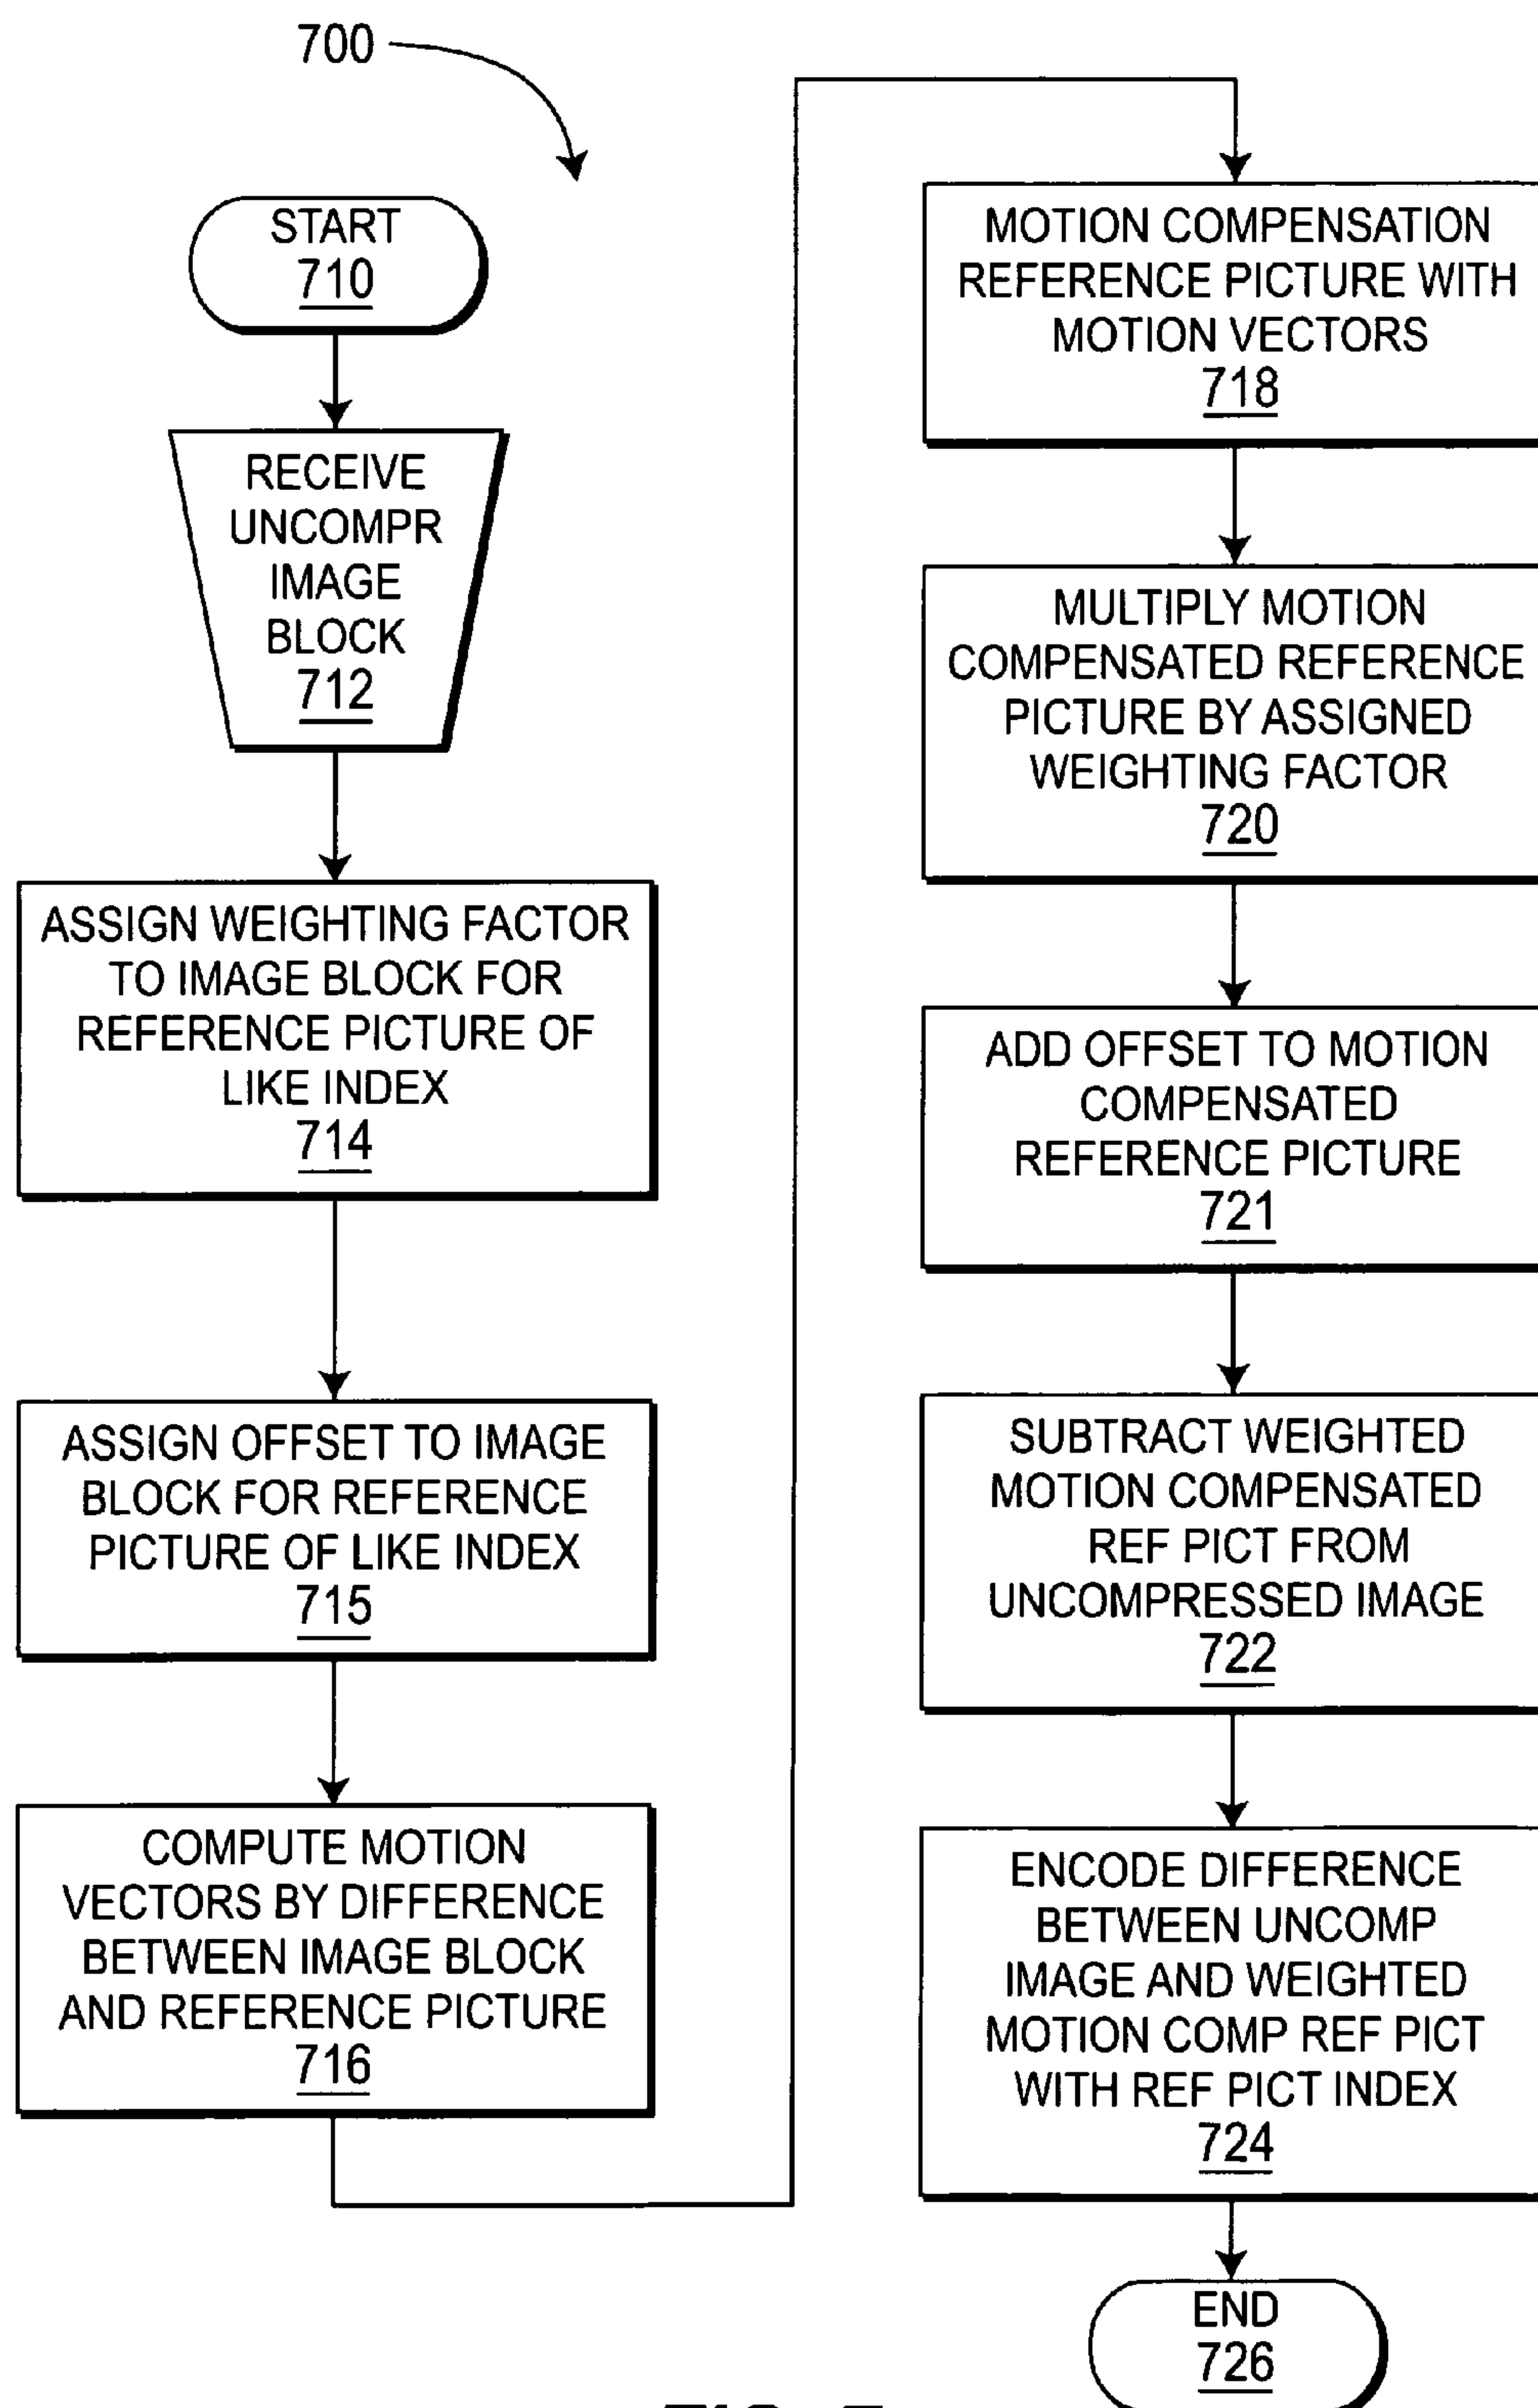 700
START
710
RECEIVE
UNCOMPR
IMAGE
BLOCK
712
ASSIGN WEIGHTING FACTOR
TO IMAGE BLOCK FOR
REFERENCE PICTURE OF
LIKE INDEX
714
ASSIGN OFFSET TO IMAGE
BLOCK FOR REFERENCE
PICTURE OF LIKE INDEX
715
COMPUTE MOTION
VECTORS BY DIFFERENCE
BETWEEN IMAGE BLOCK
AND REFERENCE PICTURE
716
MOTION COMPENSATION
REFERENCE PICTURE WITH
MOTION VECTORS
718
MULTIPLY MOTION
COMPENSATED REFERENCE
PICTURE BY ASSIGNED
WEIGHTING FACTOR
720
ADD OFFSET TO MOTION
COMPENSATED
REFERENCE PICTURE
721
SUBTRACT WEIGHTED
MOTION COMPENSATED
REF PICT FROM
UNCOMPRESSED IMAGE
722
ENCODE DIFFERENCE
BETWEEN UNCOMP
IMAGE AND WEIGHTED
MOTION COMP REF PICT
WITH REF PICT INDEX
724
END
726